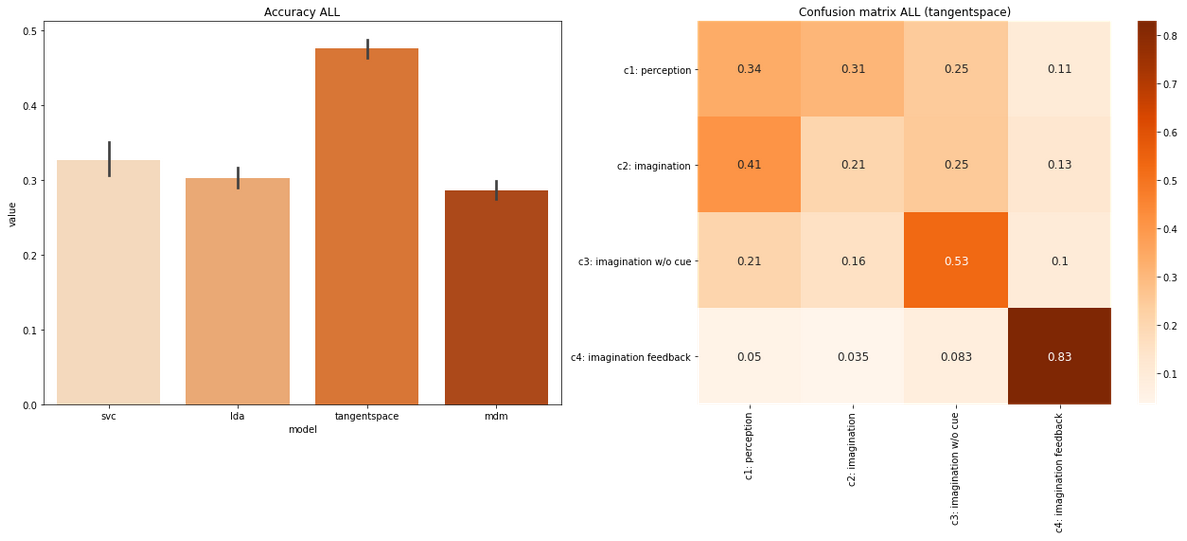 Accuracy ALL
0.5
0.4
0.3
0.2
0.1
0.0
value
svc
lda
tangentspace
mdm
model
Confusion matrix ALL (tangentspace)
c1: perception
c2: imagination
c3: imagination w/o cue
c4: imagination feedback
0.34 0.31 0.25 0.11
0.41 0.21 0.25 0.13
0.21 0.16 0.53 0.1
0.05 0.035 0.083 0.83
c1: perception
c2: imagination
c3: imagination w/o cue
c4: imagination feedback
0.8
0.7
0.6
0.5
0.4
0.3
0.2
0.1